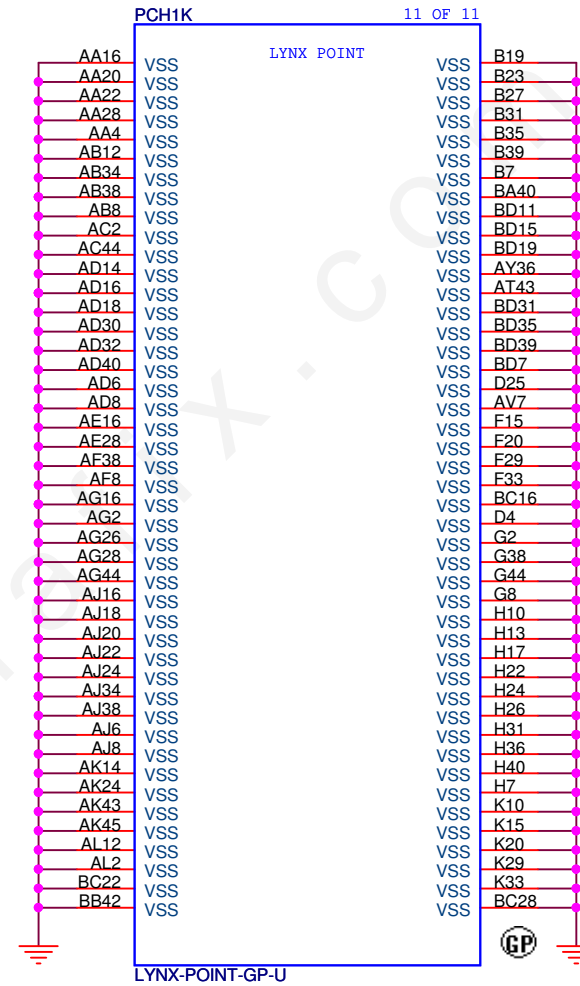 PCH1K 11 OF 11
LYNX POINT
AA16 VSS VSS B19
AA20 VSS VSS B23
AA22 VSS VSS B27
AA28 VSS VSS B31
AA4 VSS VSS B35
AB12 VSS VSS B39
AB34 VSS VSS B7
AB38 VSS VSS BA40
AB8 VSS VSS BD11
AC2 VSS VSS BD15
AC44 VSS VSS BD19
AD14 VSS VSS AY36
AD16 VSS VSS AT43
AD18 VSS VSS BD31
AD30 VSS VSS BD35
AD32 VSS VSS BD39
AD40 VSS VSS BD7
AD6 VSS VSS D25
AD8 VSS VSS AV7
AE16 VSS VSS F15
AE28 VSS VSS F20
AF38 VSS VSS F29
AF8 VSS VSS F33
AG16 VSS VSS BC16
AG2 VSS VSS D4
AG26 VSS VSS G2
AG28 VSS VSS G38
AG44 VSS VSS G44
AJ16 VSS VSS G8
AJ18 VSS VSS H10
AJ20 VSS VSS H13
AJ22 VSS VSS H17
AJ24 VSS VSS H22
AJ34 VSS VSS H24
AJ38 VSS VSS H26
AJ6 VSS VSS H31
AJ8 VSS VSS H36
AK14 VSS VSS H40
AK24 VSS VSS H7
AK43 VSS VSS K10
AK45 VSS VSS K15
AL12 VSS VSS K20
AL2 VSS VSS K29
BC22 VSS VSS K33
BB42 VSS VSS BC28
GP
LYNX-POINT-GP-U